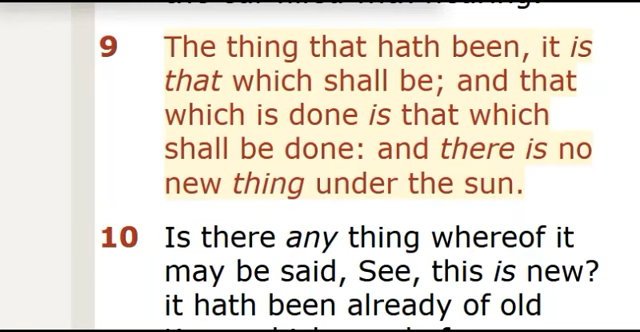 9 The thing that hath been, it is
that which shall be; and that
which is done is that which
shall be done: and there is no
new thing under the sun.
10 Is there any thing whereof it
may be said, See, this is new?
it hath been already of old